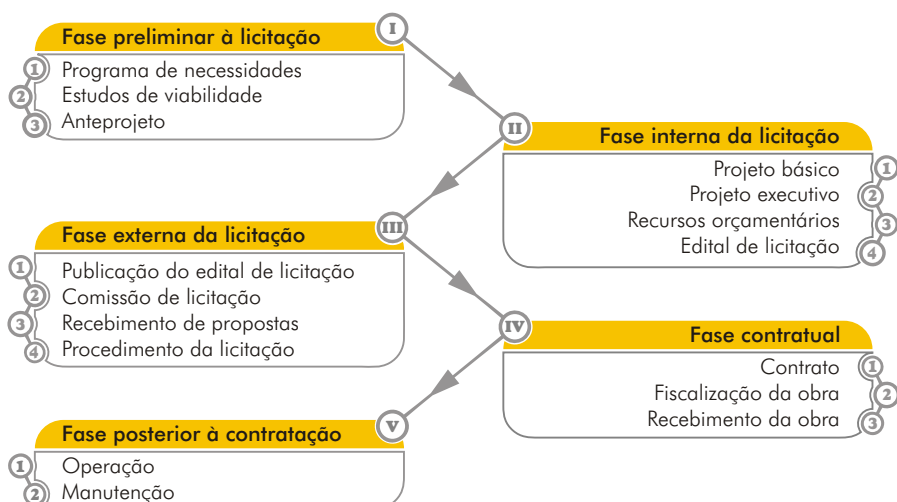 I
Fase preliminar à licitação
1 Programa de necessidades
2 Estudos de viabilidade
3 Anteprojeto
II
Fase interna da licitação
Projeto básico 1
Projeto executivo 2
Recursos orçamentários 3
Edital de licitação 4
III
Fase externa da licitação
1 Publicação do edital de licitação
2 Comissão de licitação
3 Recebimento de propostas
4 Procedimento da licitação
IV
Fase contratual
Contrato 1
Fiscalização da obra 2
Recebimento da obra 3
V
Fase posterior à contratação
1 Operação
2 Manutenção